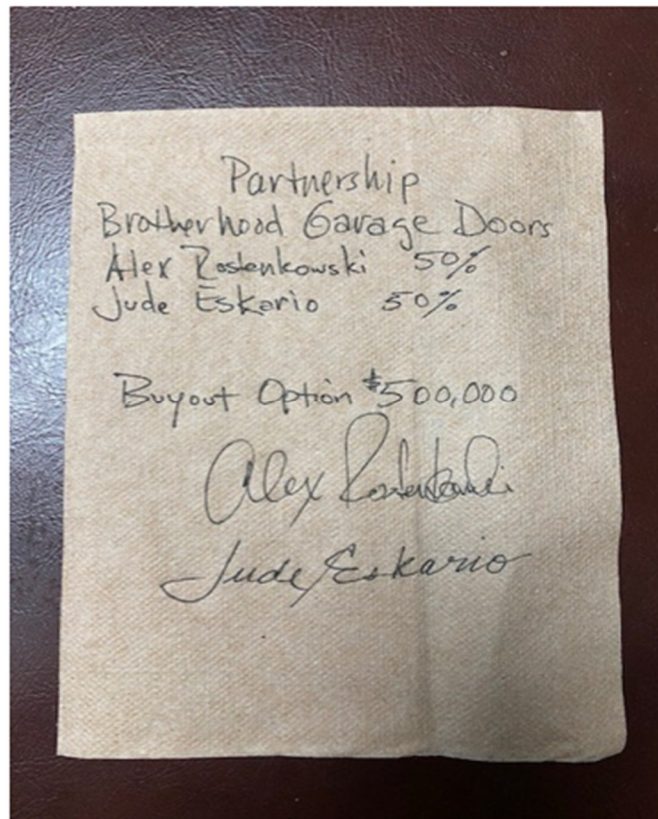 Partnership
Brotherhood Garage Doors
Alex Rostenkowski 50%
Jude Eskario 50%
Buyout Option $500,000
Alex Rostenkowski
Jude Eskario